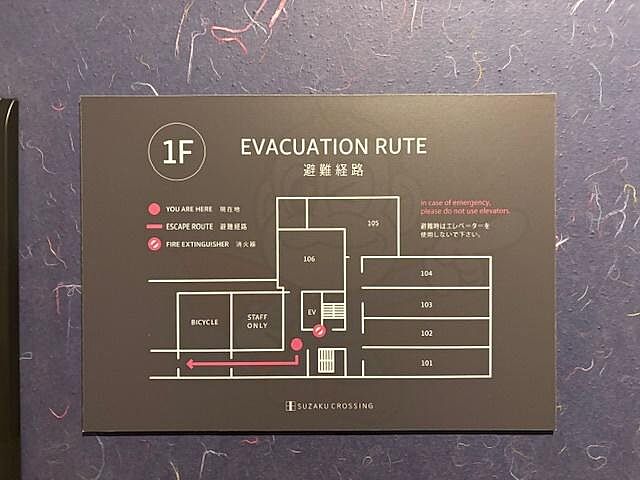 1F
EVACUATION RUTE
避難経路
YOU ARE HERE 現在地
ESCAPE ROUTE 避難経路
FIRE EXTINGUISHER 消火器
In case of emergency,
please do not use elevators.
避難時はエレベーターを
使用しないで下さい。
105
106
104
103
102
101
EV
BICYCLE
STAFF
ONLY
SUZAKU CROSSING